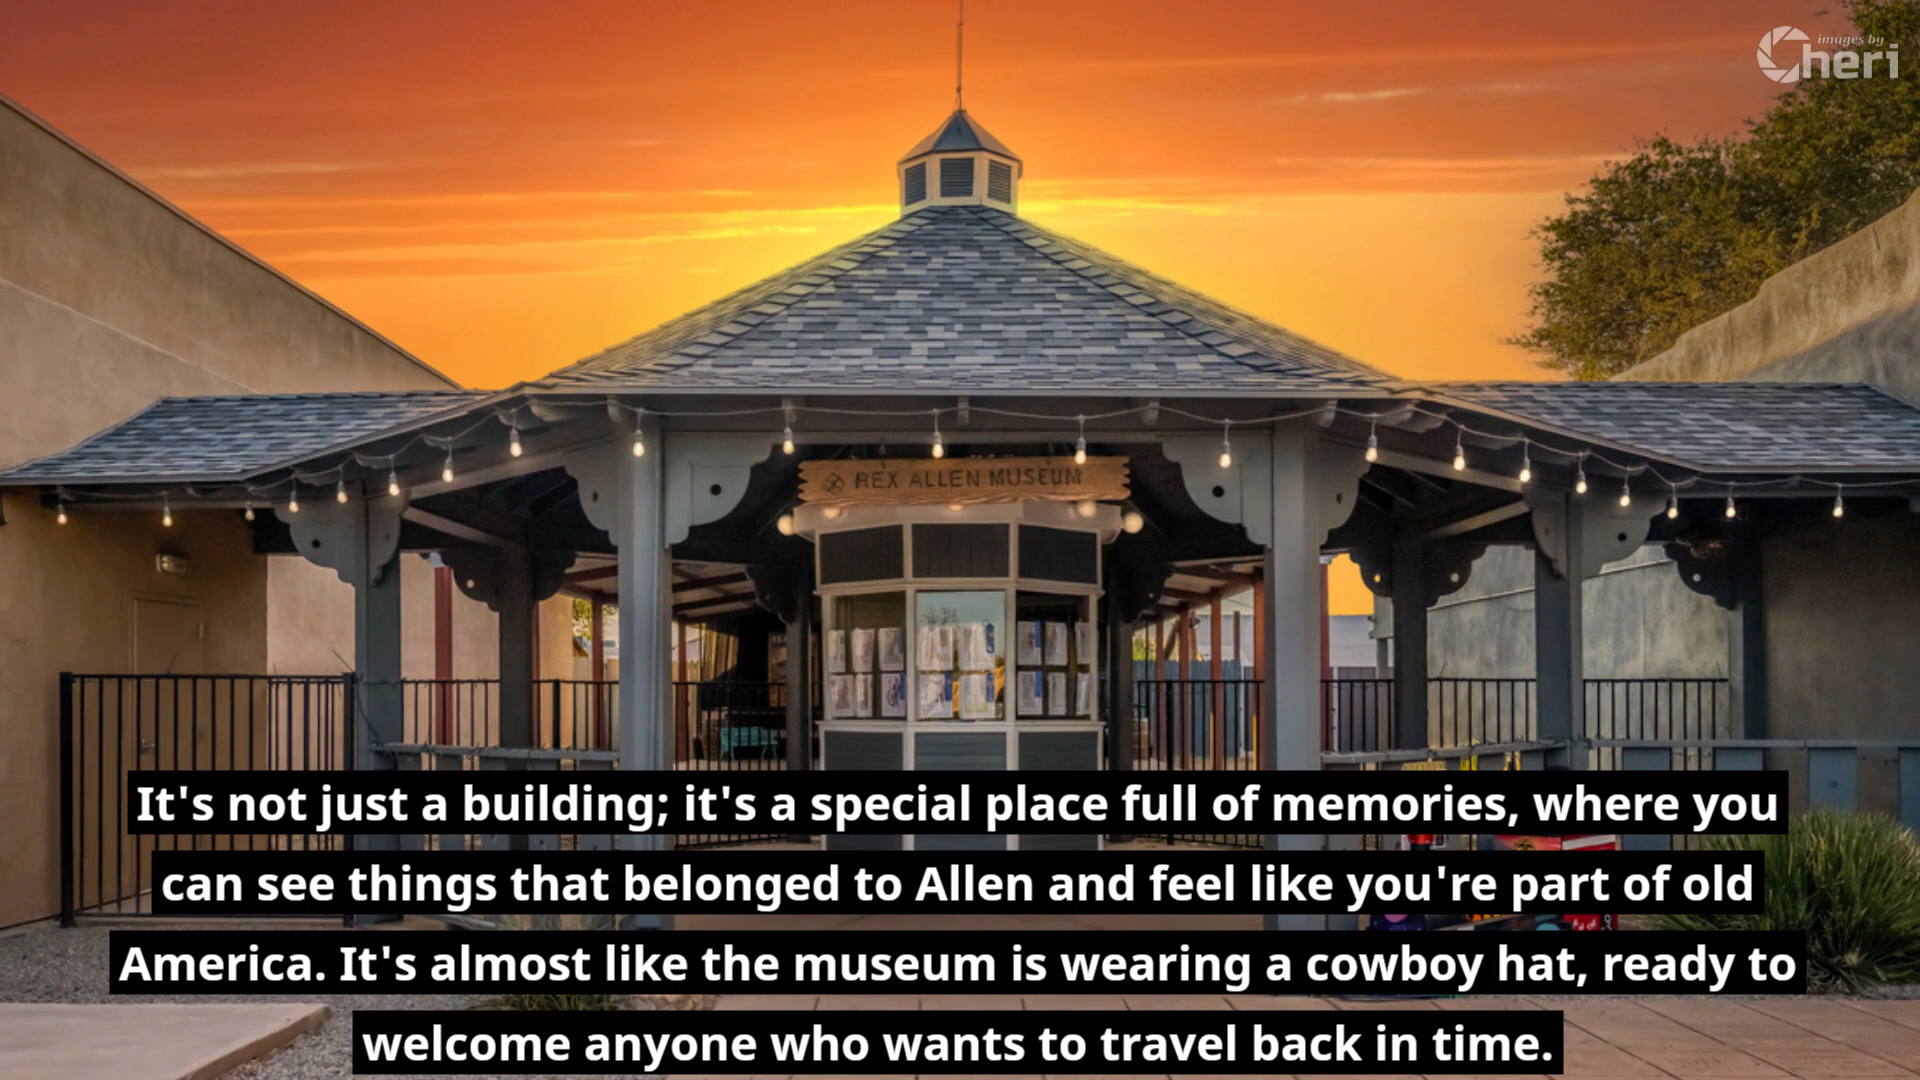 images by
Cheri
REX ALLEN MUSEUM
It's not just a building; it's a special place full of memories, where you
can see things that belonged to Allen and feel like you're part of old
America. It's almost like the museum is wearing a cowboy hat, ready to
welcome anyone who wants to travel back in time.